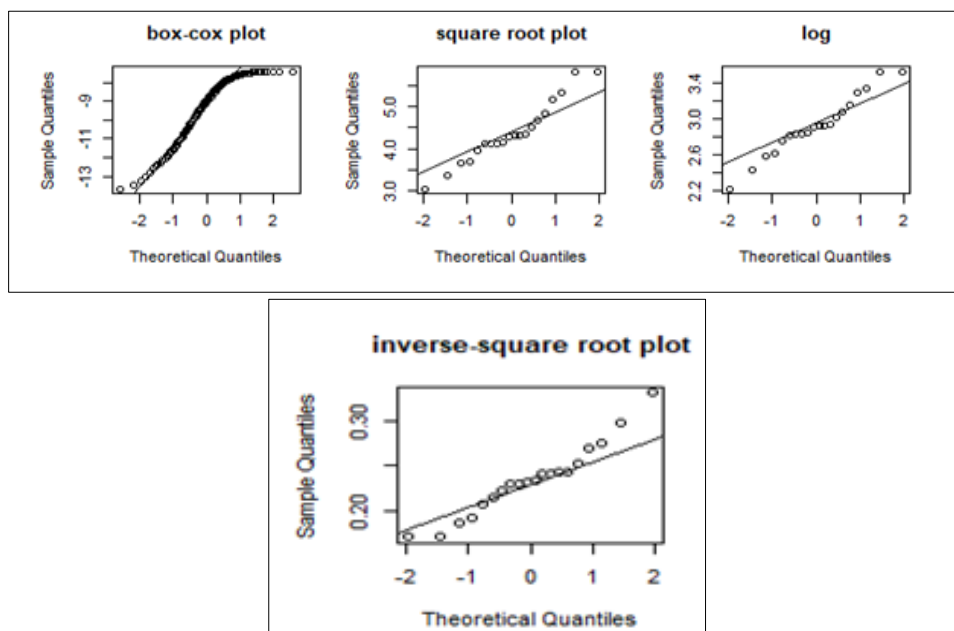 box-cox plot
Sample Quantiles
-9
-11
-13
-2 -1 0 1 2
Theoretical Quantiles
square root plot
Sample Quantiles
5.0
4.0
3.0
-2 -1 0 1 2
Theoretical Quantiles
log
Sample Quantiles
3.4
3.0
2.6
2.2
-2 -1 0 1 2
Theoretical Quantiles
inverse-square root plot
Sample Quantiles
0.30
0.20
-2 -1 0 1 2
Theoretical Quantiles